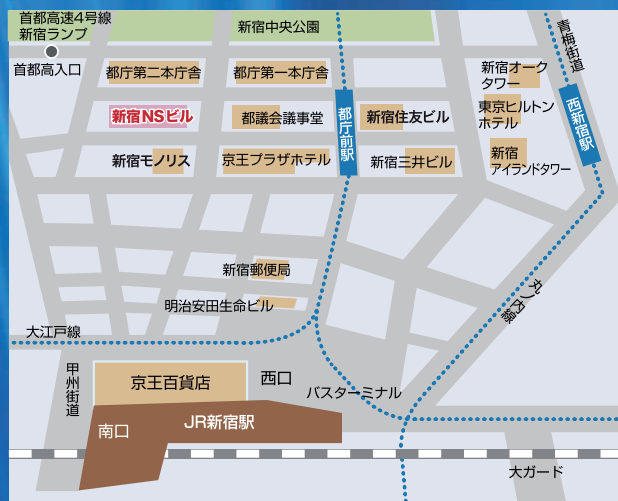 首都高速4号線
新宿ランプ
新宿中央公園
青梅街道
首都高入口
都庁第二本庁舎
都庁第一本庁舎
新宿オーク
タワー
新宿NSビル
都議会議事堂
都庁前駅
新宿住友ビル
東京ヒルトン
ホテル
西新宿駅
新宿モノリス
京王プラザホテル
新宿三井ビル
新宿
アイランドタワー
新宿郵便局
明治安田生命ビル
丸ノ内線
大江戸線
甲州街道
京王百貨店
西口
バスターミナル
南口
JR新宿駅
大ガード